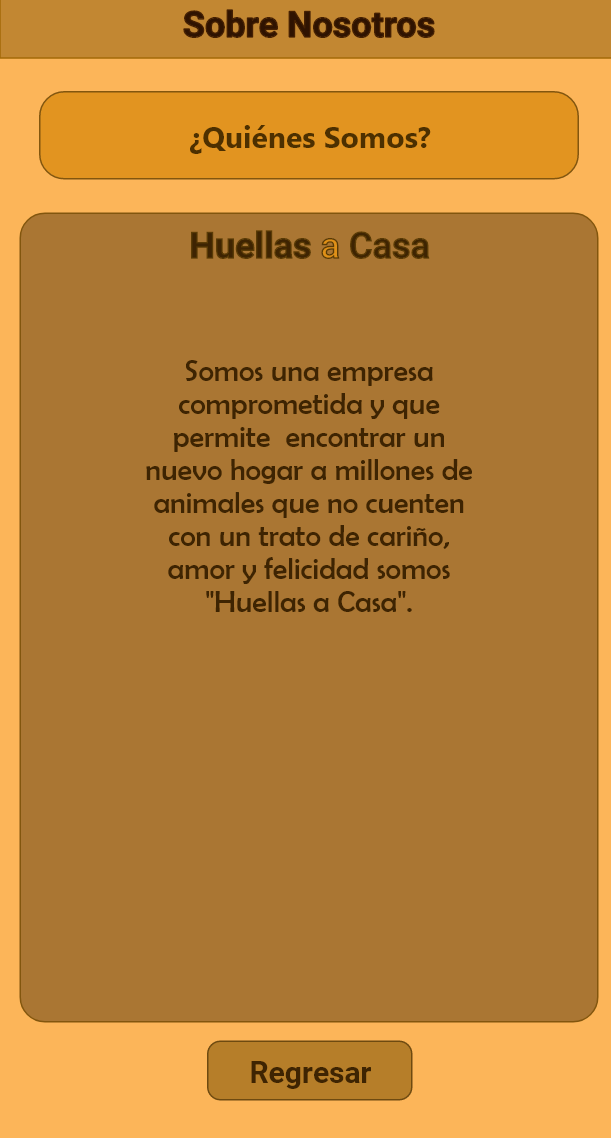 Sobre Nosotros
¿Quiénes Somos?
Huellas a Casa
Somos una empresa
comprometida y que
permite  encontrar un
nuevo hogar a millones de
animales que no cuenten
con un trato de cariño,
amor y felicidad somos
"Huellas a Casa".
Regresar